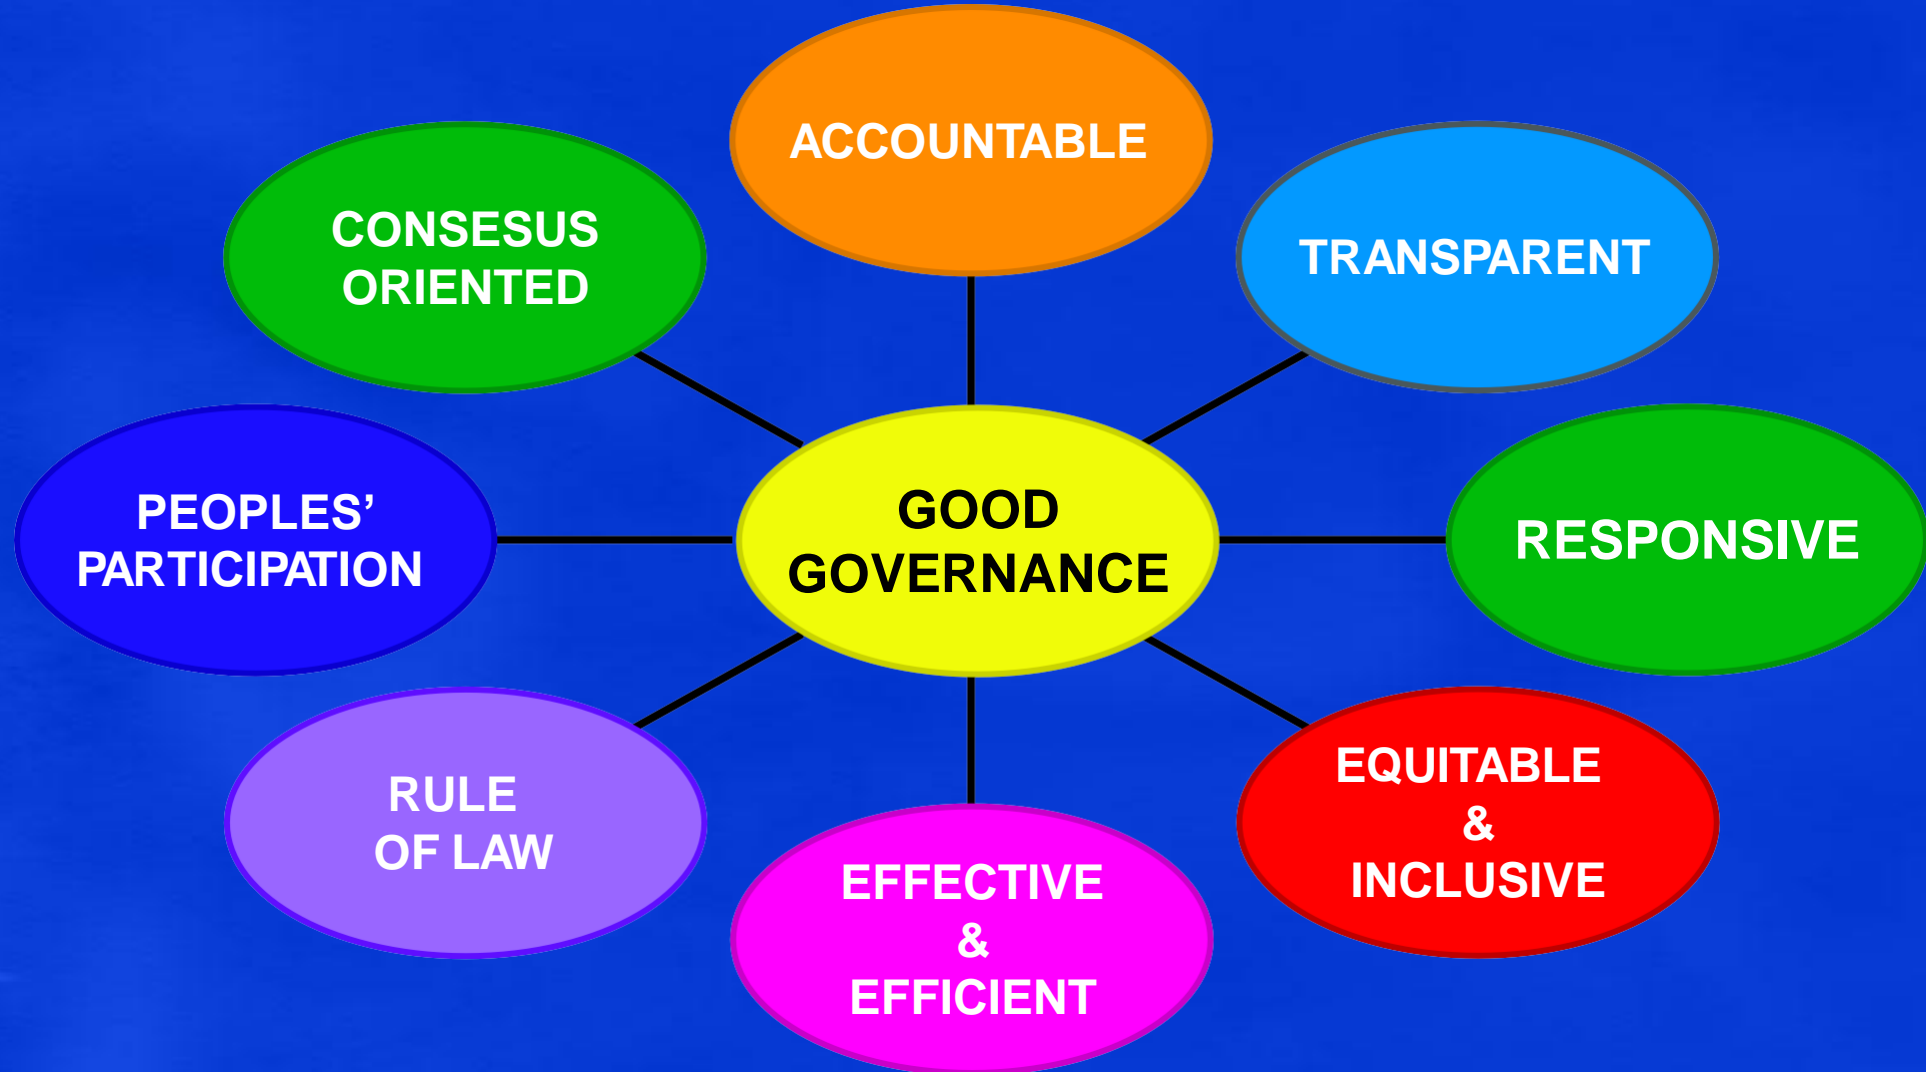 ACCOUNTABLE
CONSESUS
ORIENTED
TRANSPARENT
PEOPLES’
PARTICIPATION
GOOD
GOVERNANCE
RESPONSIVE
RULE
OF LAW
EFFECTIVE
&
EFFICIENT
EQUITABLE
&
INCLUSIVE